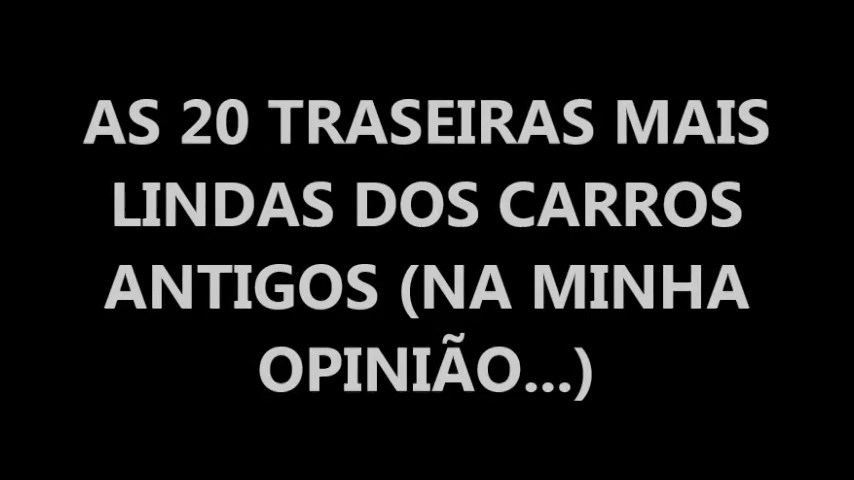 AS 20 TRASEIRAS MAIS
LINDAS DOS CARROS
ANTIGOS (NA MINHA
OPINIÃO...)